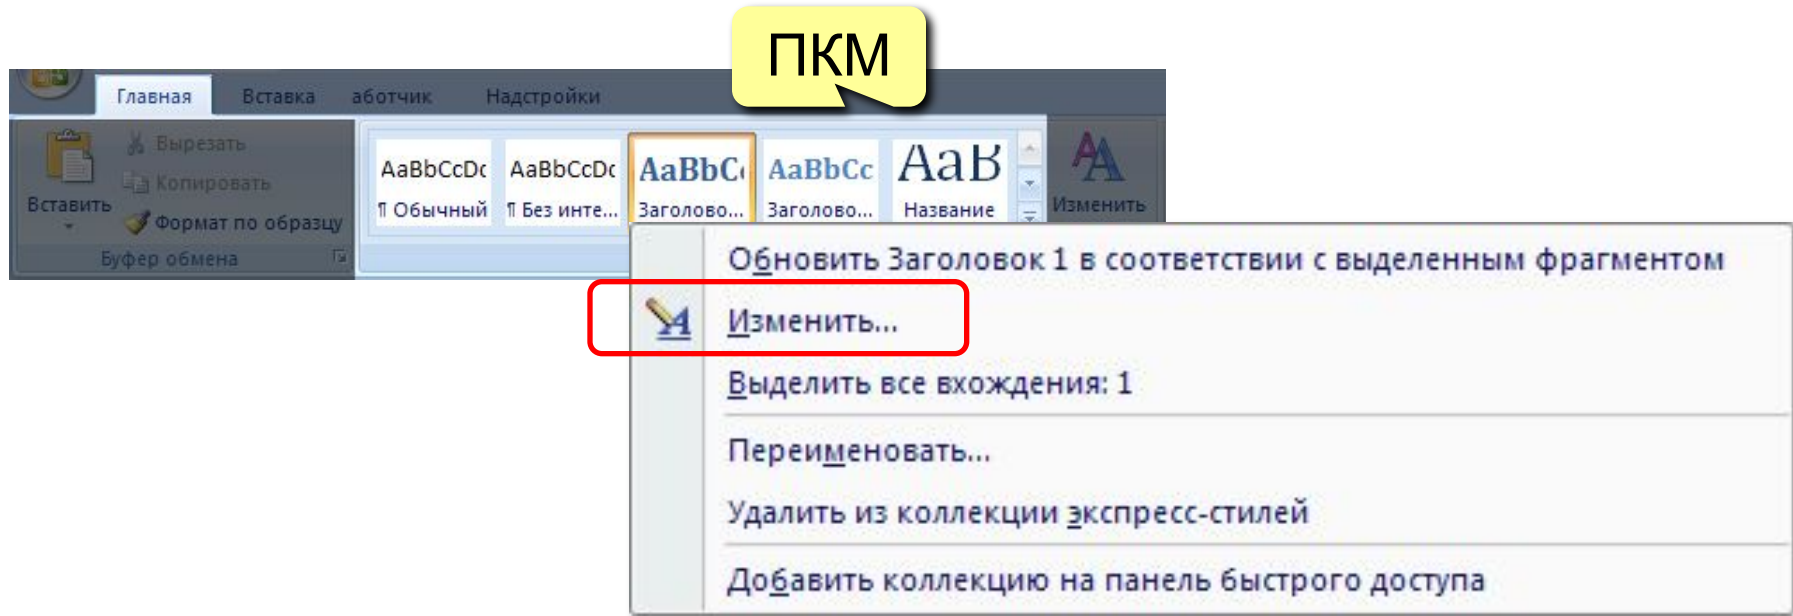 ПКМ
Главная Вставка аботчик Надстройки
Вырезать
Копировать
Вставить
Формат по образцу
Буфер обмена
AaBbCcDc AaBbCcDc AaBbC AaBbCc АаВ
¶ Обычный ¶ Без инте... Заголово... Заголово... Название
Изменить
Обновить Заголовок 1 в соответствии с выделенным фрагментом
Изменить...
Выделить все вхождения: 1
Переименовать...
Удалить из коллекции экспресс-стилей
Добавить коллекцию на панель быстрого доступа